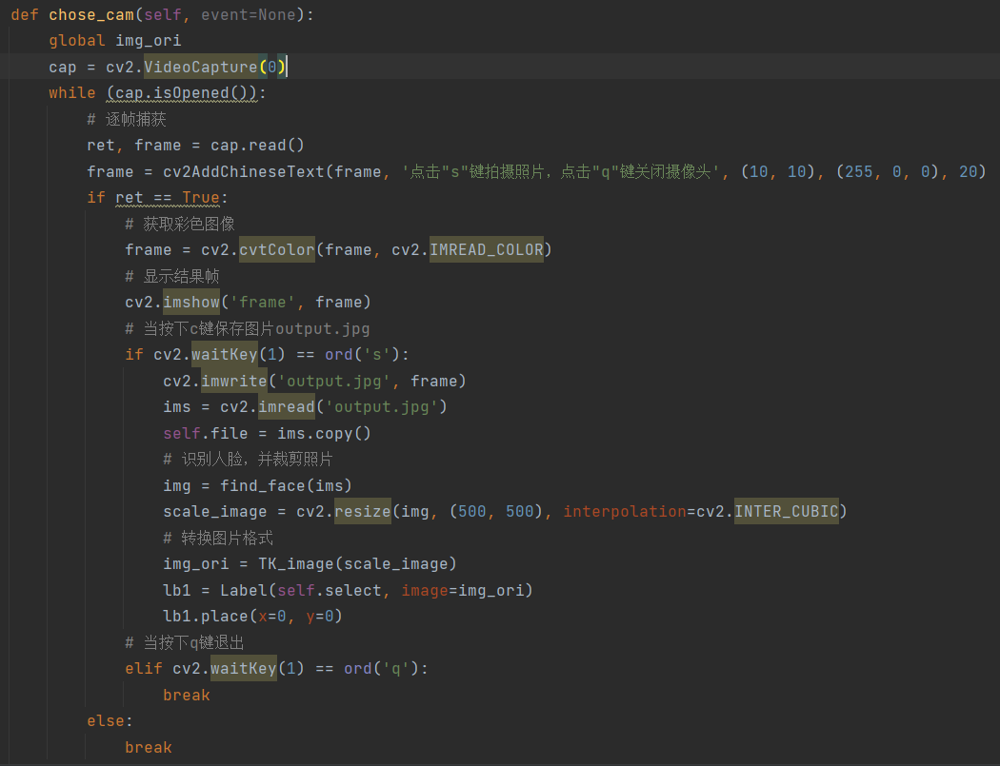 def chose_cam(self, event=None):
    global img_ori
    cap = cv2.VideoCapture(0)
    while (cap.isOpened()):
        # 逐帧捕获
        ret, frame = cap.read()
        frame = cv2AddChineseText(frame, '点击"s"键拍摄照片，点击"q"键关闭摄像头', (10, 10), (255, 0, 0), 20)
        if ret == True:
            # 获取彩色图像
            frame = cv2.cvtColor(frame, cv2.IMREAD_COLOR)
            # 显示结果帧
            cv2.imshow('frame', frame)
            # 当按下c键保存图片output.jpg
            if cv2.waitKey(1) == ord('s'):
                cv2.imwrite('output.jpg', frame)
                ims = cv2.imread('output.jpg')
                self.file = ims.copy()
                # 识别人脸，并裁剪照片
                img = find_face(ims)
                scale_image = cv2.resize(img, (500, 500), interpolation=cv2.INTER_CUBIC)
                # 转换图片格式
                img_ori = TK_image(scale_image)
                lb1 = Label(self.select, image=img_ori)
                lb1.place(x=0, y=0)
            # 当按下q键退出
            elif cv2.waitKey(1) == ord('q'):
                break
        else:
            break